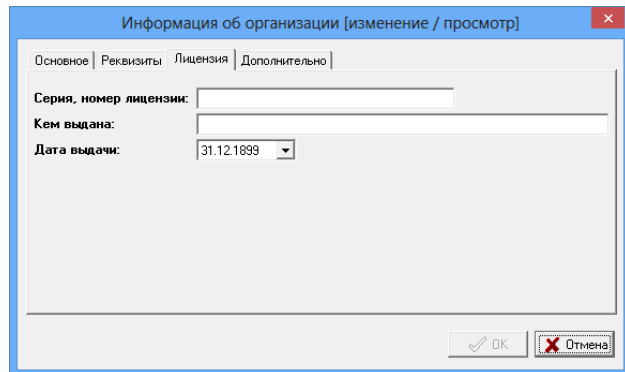 Информация об организации [изменение / просмотр]
Основное Реквизиты Лицензия Дополнительно
Серия, номер лицензии:
Кем выдана:
Дата выдачи: 31.12.1899
OK Отмена